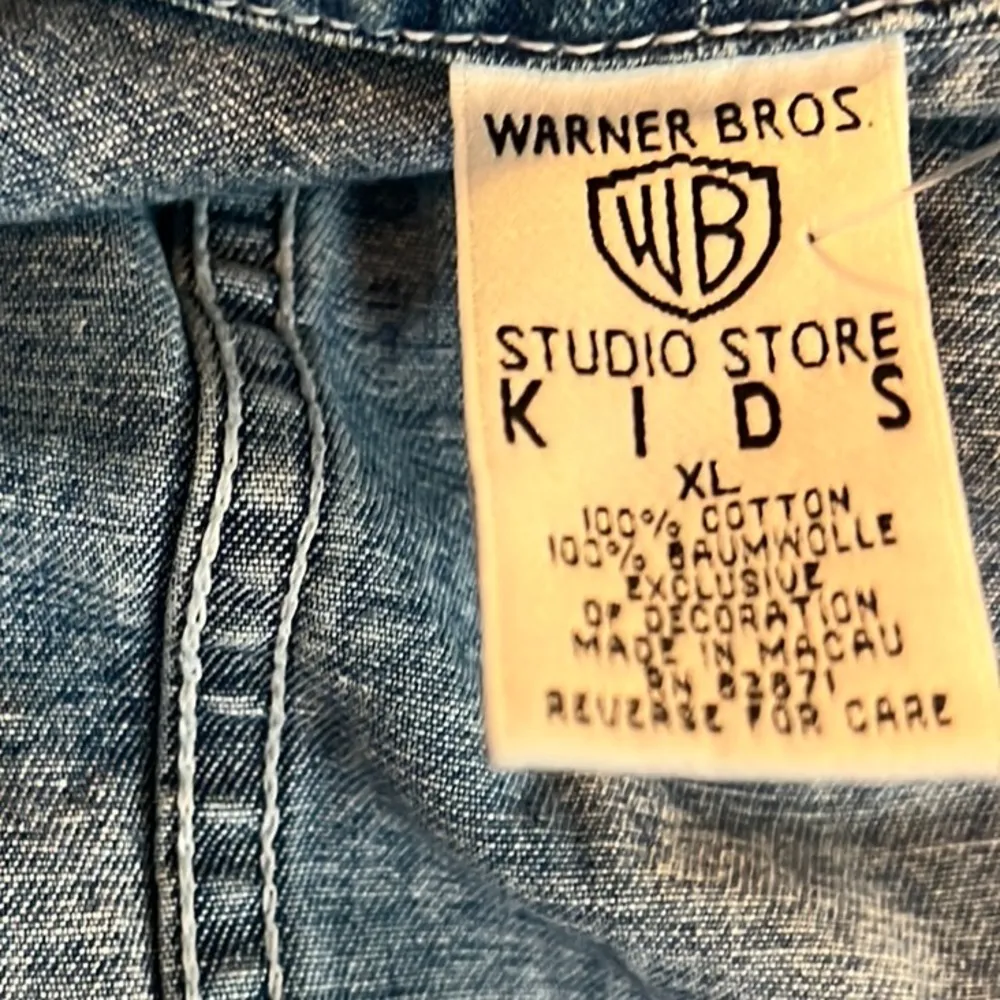 WARNER BROS.
WB
STUDIO STORE
KIDS
XL
100% COTTON
100% BAUMWOLLE
EXCLUSIVE
OF DECORATION
MADE IN MACAU
RN 82871
REVERSE FOR CARE